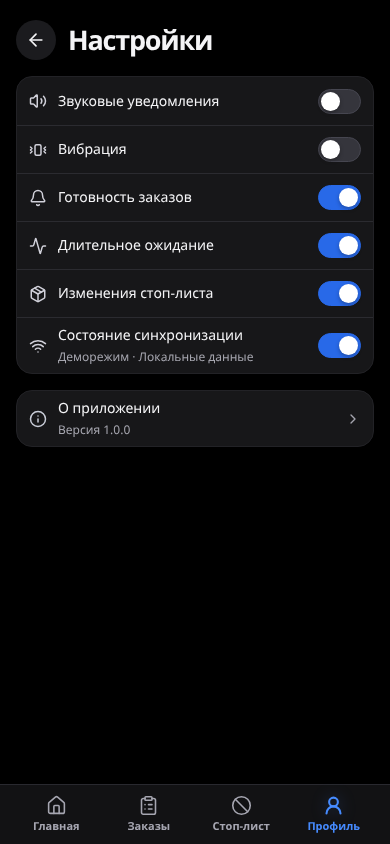 Настройки
Звуковые уведомления
Вибрация
Готовность заказов
Длительное ожидание
Изменения стоп-листа
Состояние синхронизации
Деморежим · Локальные данные
О приложении
Версия 1.0.0
Главная
Заказы
Стоп-лист
Профиль